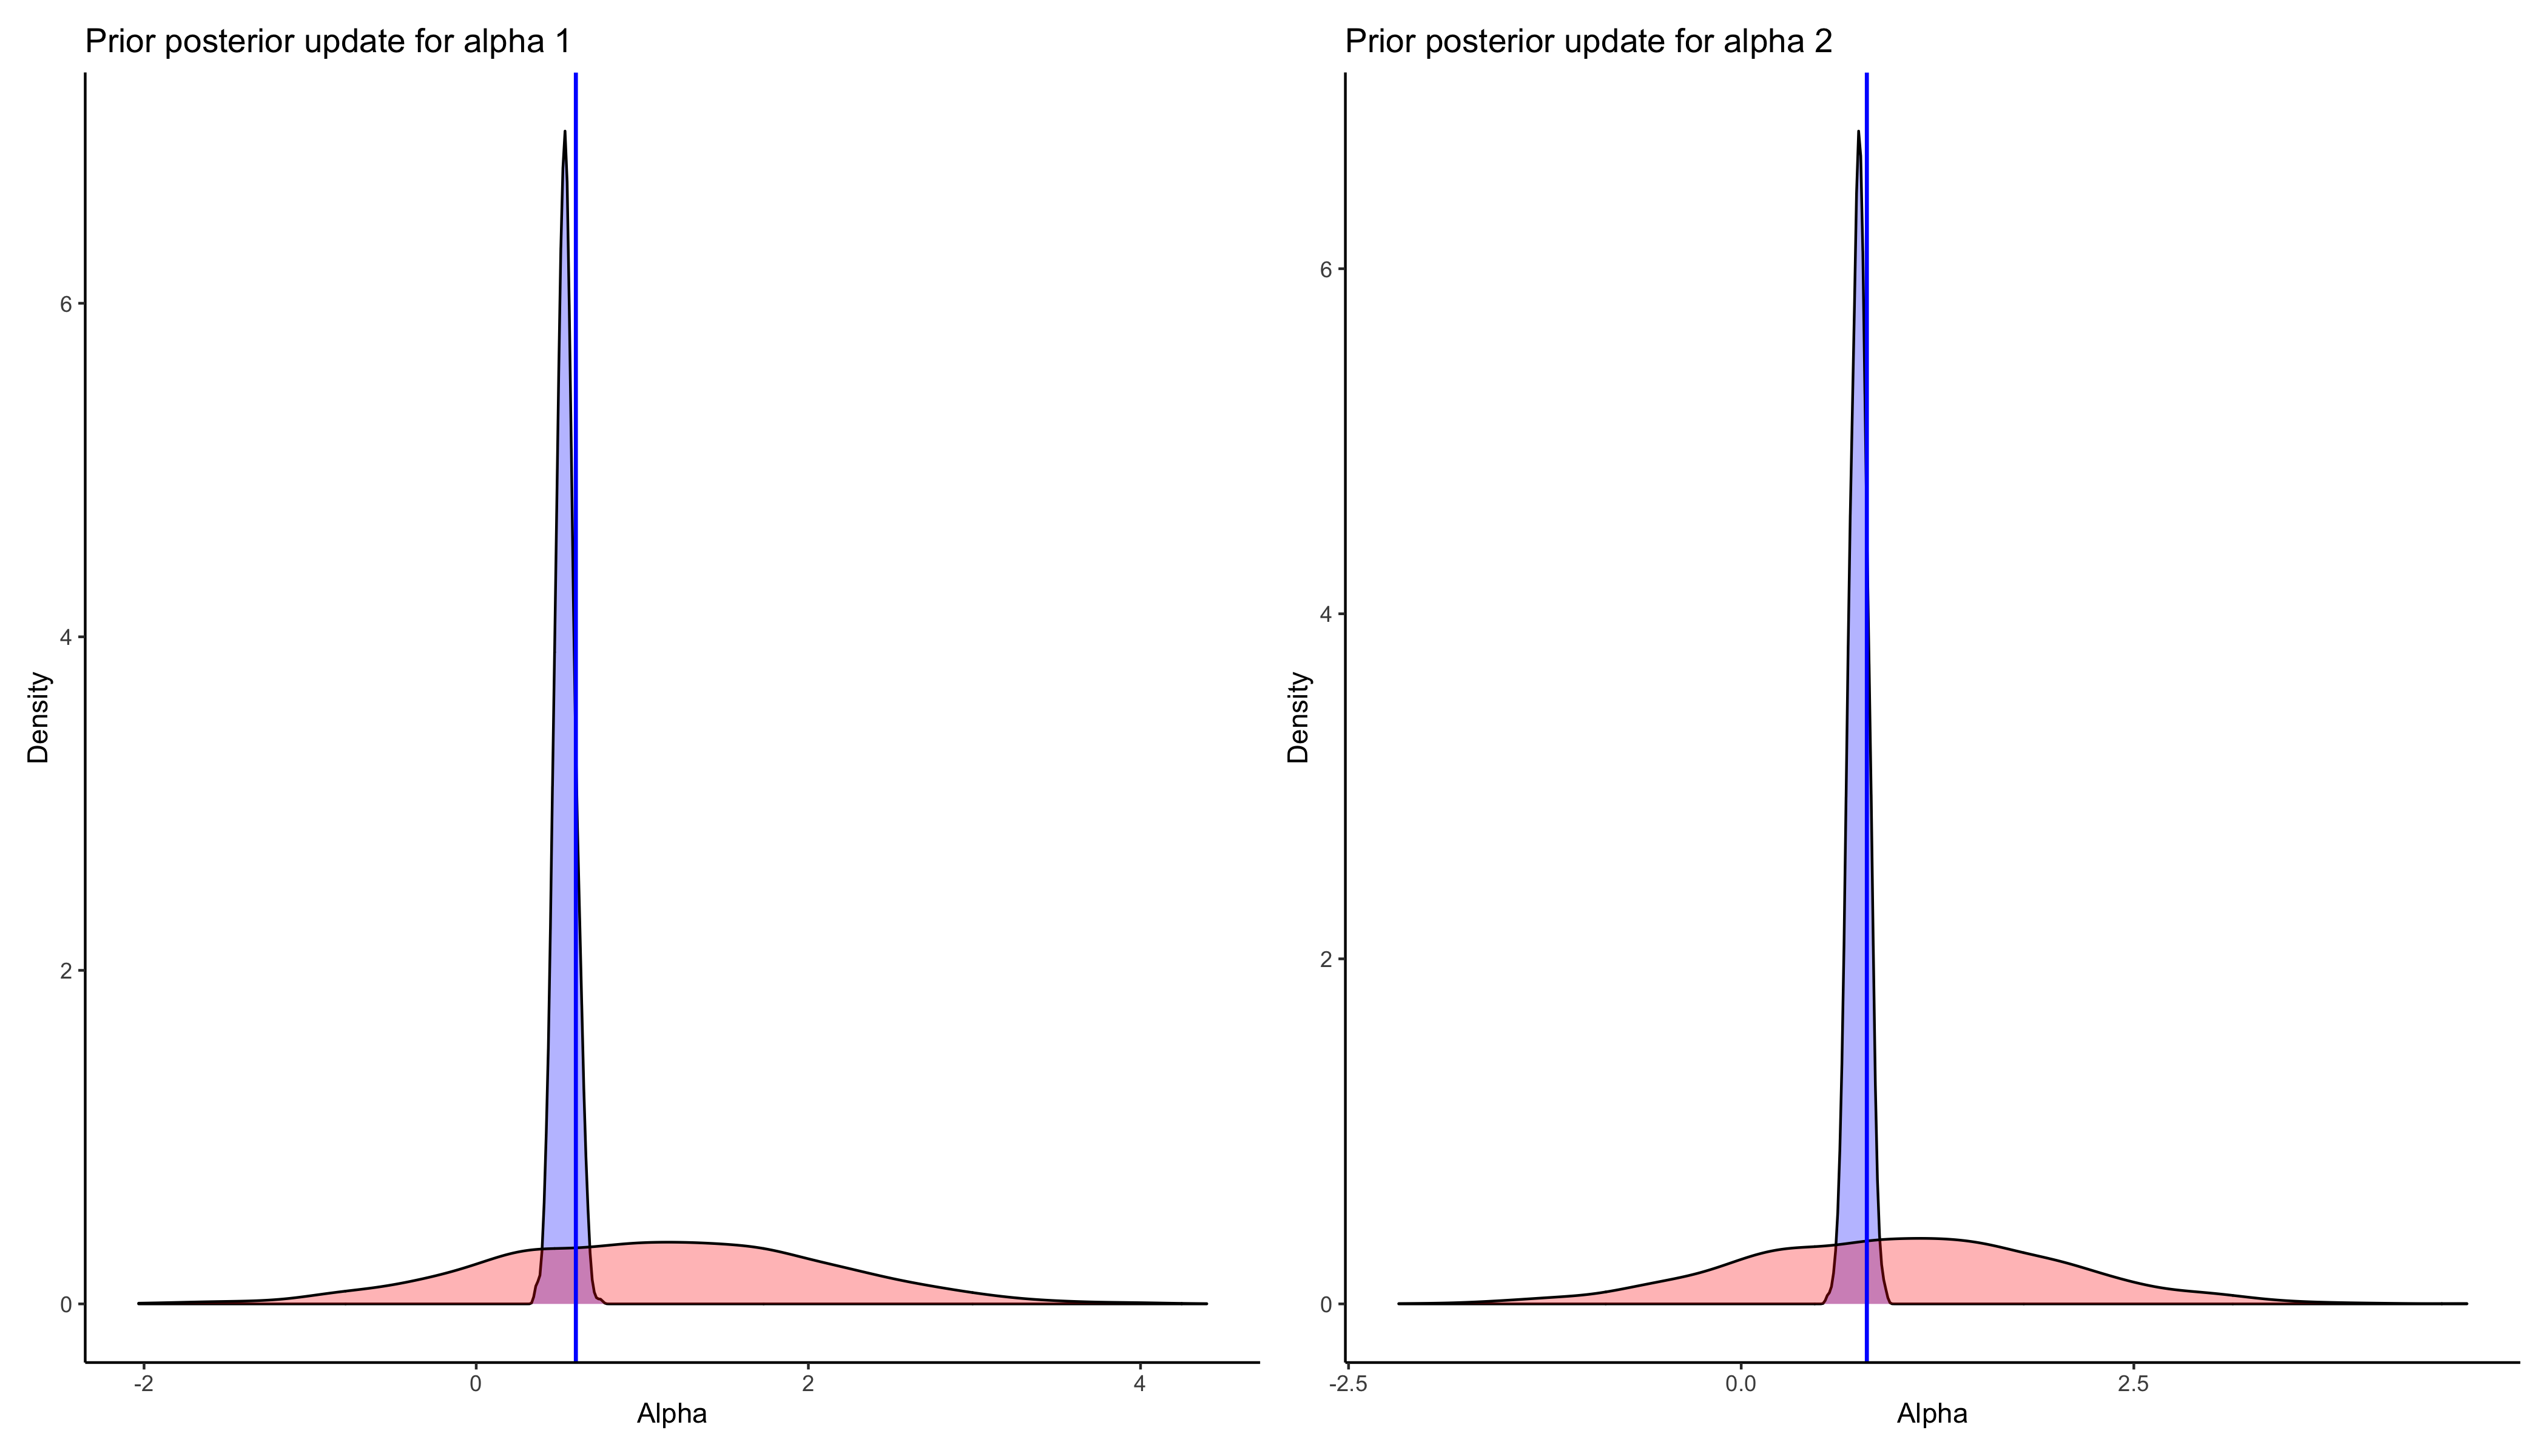 Prior posterior update for alpha 1
6
4
2
0
Density
-2 0 2 4
Alpha
Prior posterior update for alpha 2
6
4
2
0
Density
-2.5 0.0 2.5
Alpha